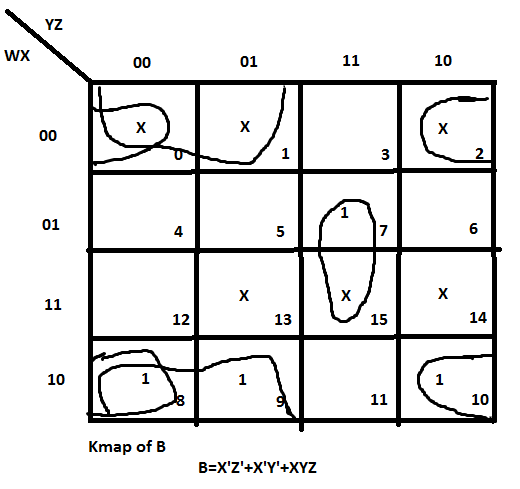 YZ
WX
00 01 11 10
00 X 0 X 1 3 X 2
01 4 5 1 7 6
11 12 X 13 X 15 X 14
10 1 8 1 9 11 1 10
Kmap of B
B=X'Z'+X'Y'+XYZ